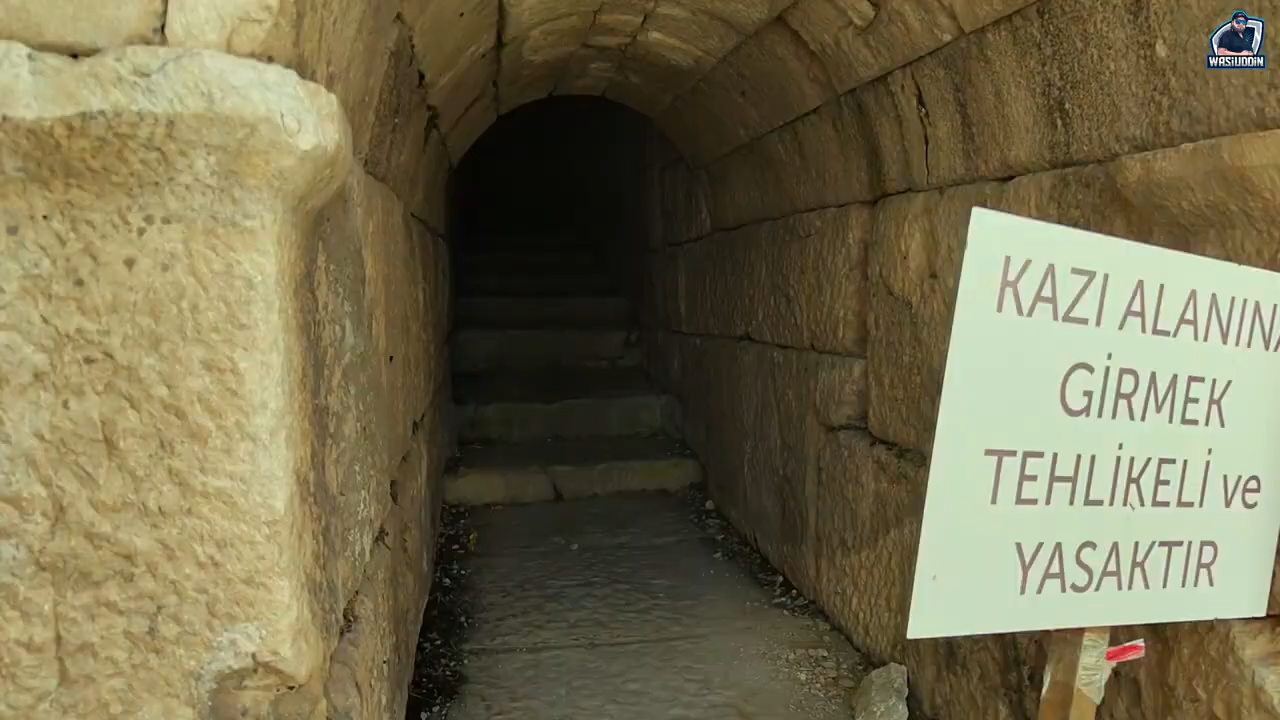 WASIUDDIN
KAZI ALANINA
GİRMEK
TEHLİKELİ ve
YASAKTIR